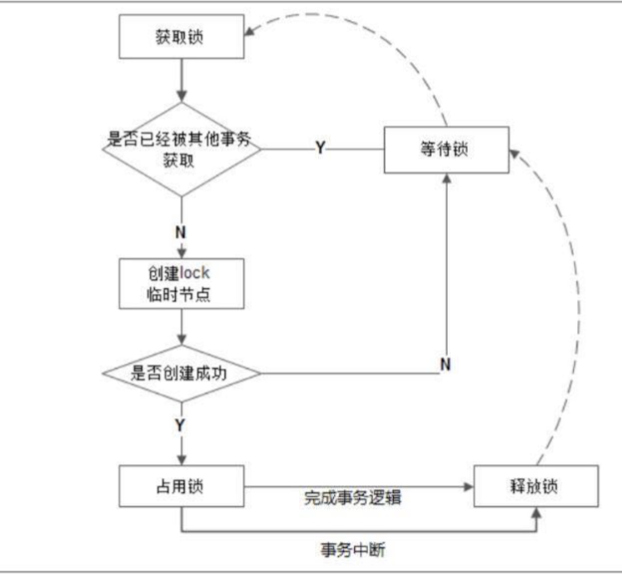 获取锁
是否已经被其他事务
获取
Y
等待锁
N
创建lock
临时节点
是否创建成功
N
Y
占用锁
完成事务逻辑
释放锁
事务中断